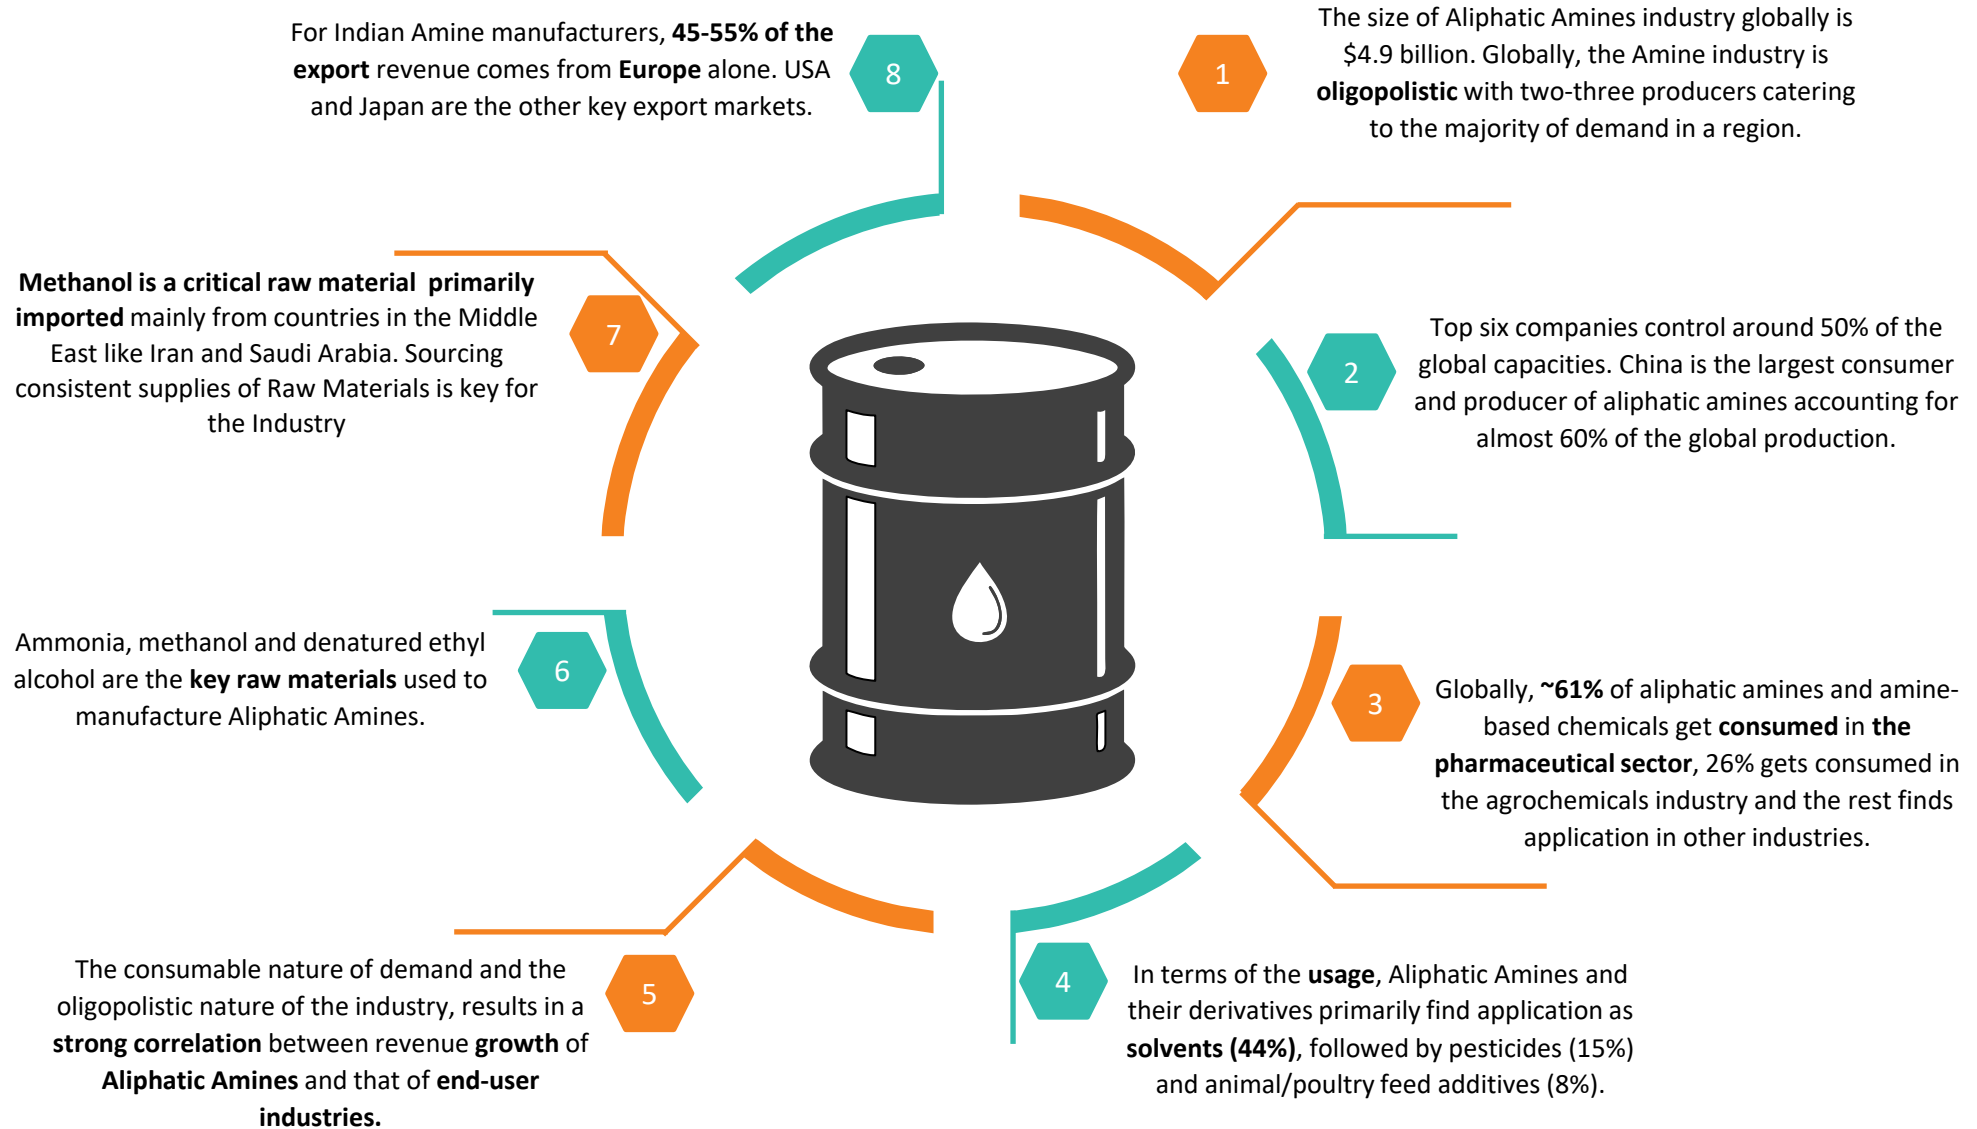 1
The size of Aliphatic Amines industry globally is
$4.9 billion. Globally, the Amine industry is
oligopolistic with two-three producers catering
to the majority of demand in a region.
2
Top six companies control around 50% of the
global capacities. China is the largest consumer
and producer of aliphatic amines accounting for
almost 60% of the global production.
3
Globally, ~61% of aliphatic amines and amine-
based chemicals get consumed in the
pharmaceutical sector, 26% gets consumed in
the agrochemicals industry and the rest finds
application in other industries.
4
In terms of the usage, Aliphatic Amines and
their derivatives primarily find application as
solvents (44%), followed by pesticides (15%)
and animal/poultry feed additives (8%).
5
The consumable nature of demand and the
oligopolistic nature of the industry, results in a
strong correlation between revenue growth of
Aliphatic Amines and that of end-user
industries.
6
Ammonia, methanol and denatured ethyl
alcohol are the key raw materials used to
manufacture Aliphatic Amines.
7
Methanol is a critical raw material  primarily
imported mainly from countries in the Middle
East like Iran and Saudi Arabia. Sourcing
consistent supplies of Raw Materials is key for
the Industry
8
For Indian Amine manufacturers, 45-55% of the
export revenue comes from Europe alone. USA
and Japan are the other key export markets.